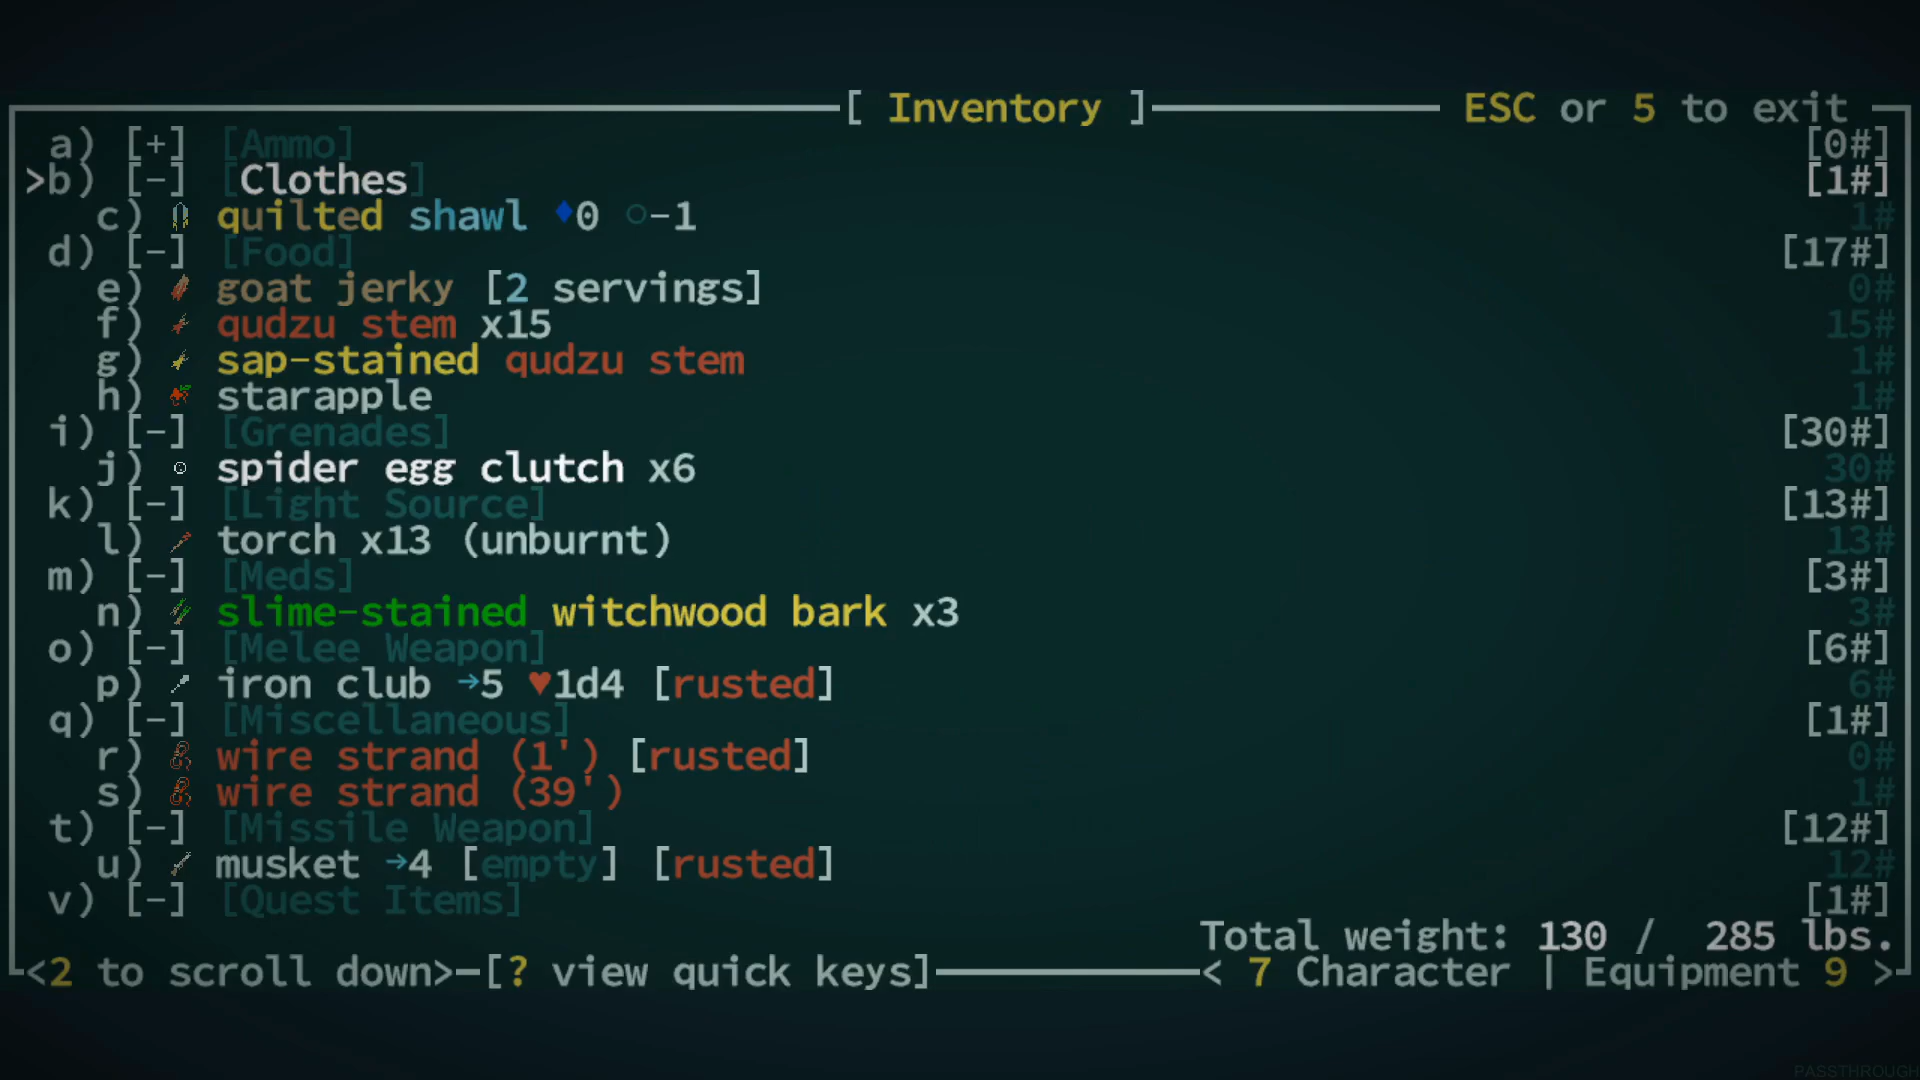 [ Inventory ] ESC or 5 to exit
a) [+] [Ammo] [0#]
>b) [-] [Clothes] [1#]
c) quilted shawl ♦0 ○-1 1#
d) [-] [Food] [17#]
e) goat jerky [2 servings] 0#
f) qudzu stem x15 15#
g) sap-stained qudzu stem 1#
h) starapple 1#
i) [-] [Grenades] [30#]
j) spider egg clutch x6 30#
k) [-] [Light Source] [13#]
l) torch x13 (unburnt) 13#
m) [-] [Meds] [3#]
n) slime-stained witchwood bark x3 3#
o) [-] [Melee Weapon] [6#]
p) iron club →5 ♥1d4 [rusted] 6#
q) [-] [Miscellaneous] [1#]
r) wire strand (1') [rusted] 0#
s) wire strand (39') 1#
t) [-] [Missile Weapon] [12#]
u) musket →4 [empty] [rusted] 12#
v) [-] [Quest Items] [1#]
Total weight: 130 / 285 lbs.
<2 to scroll down> [? view quick keys] < 7 Character | Equipment 9 >
PASSTHROUGH